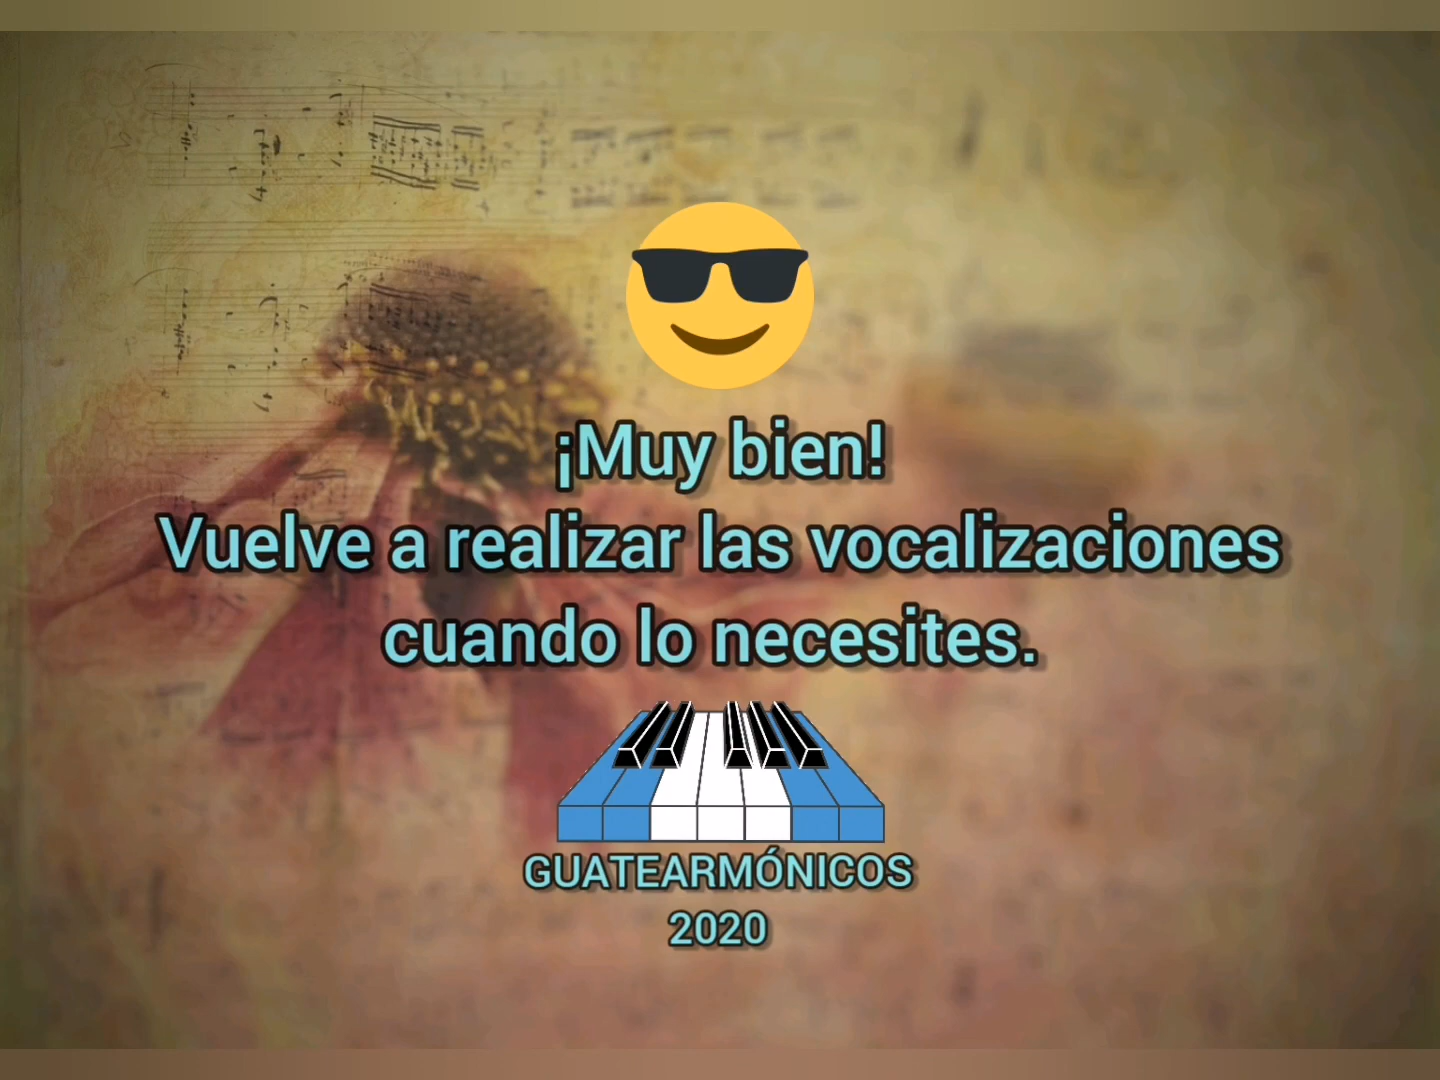 ¡Muy bien!
Vuelve a realizar las vocalizaciones
cuando lo necesites.
GUATEARMÓNICOS
2020